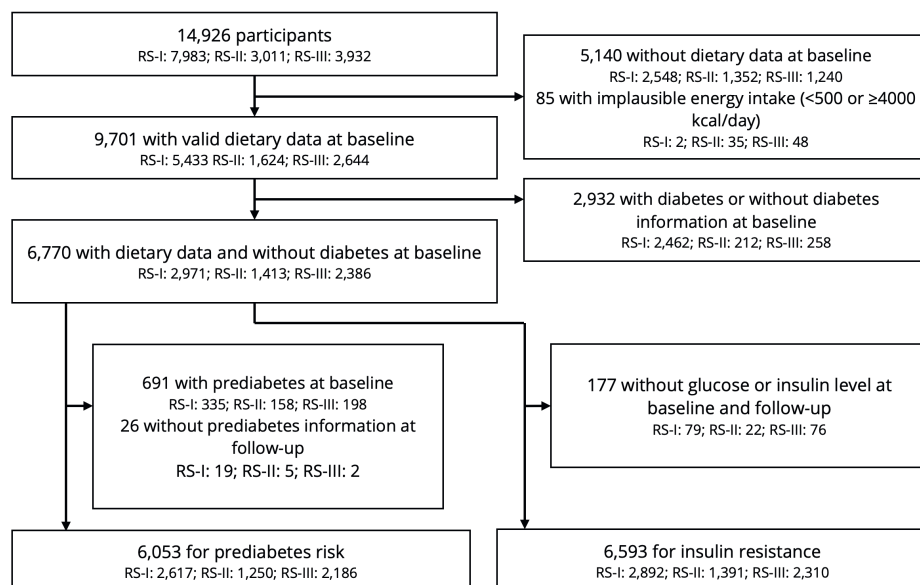 14,926 participants
RS-I: 7,983; RS-II: 3,011; RS-III: 3,932
5,140 without dietary data at baseline
RS-I: 2,548; RS-II: 1,352; RS-III: 1,240
85 with implausible energy intake (<500 or ≥4000
kcal/day)
RS-I: 2; RS-II: 35; RS-III: 48
9,701 with valid dietary data at baseline
RS-I: 5,433 RS-II: 1,624; RS-III: 2,644
2,932 with diabetes or without diabetes
information at baseline
RS-I: 2,462; RS-II: 212; RS-III: 258
6,770 with dietary data and without diabetes at baseline
RS-I: 2,971; RS-II: 1,413; RS-III: 2,386
691 with prediabetes at baseline
RS-I: 335; RS-II: 158; RS-III: 198
26 without prediabetes information at
follow-up
RS-I: 19; RS-II: 5; RS-III: 2
177 without glucose or insulin level at
baseline and follow-up
RS-I: 79; RS-II: 22; RS-III: 76
6,053 for prediabetes risk
RS-I: 2,617; RS-II: 1,250; RS-III: 2,186
6,593 for insulin resistance
RS-I: 2,892; RS-II: 1,391; RS-III: 2,310